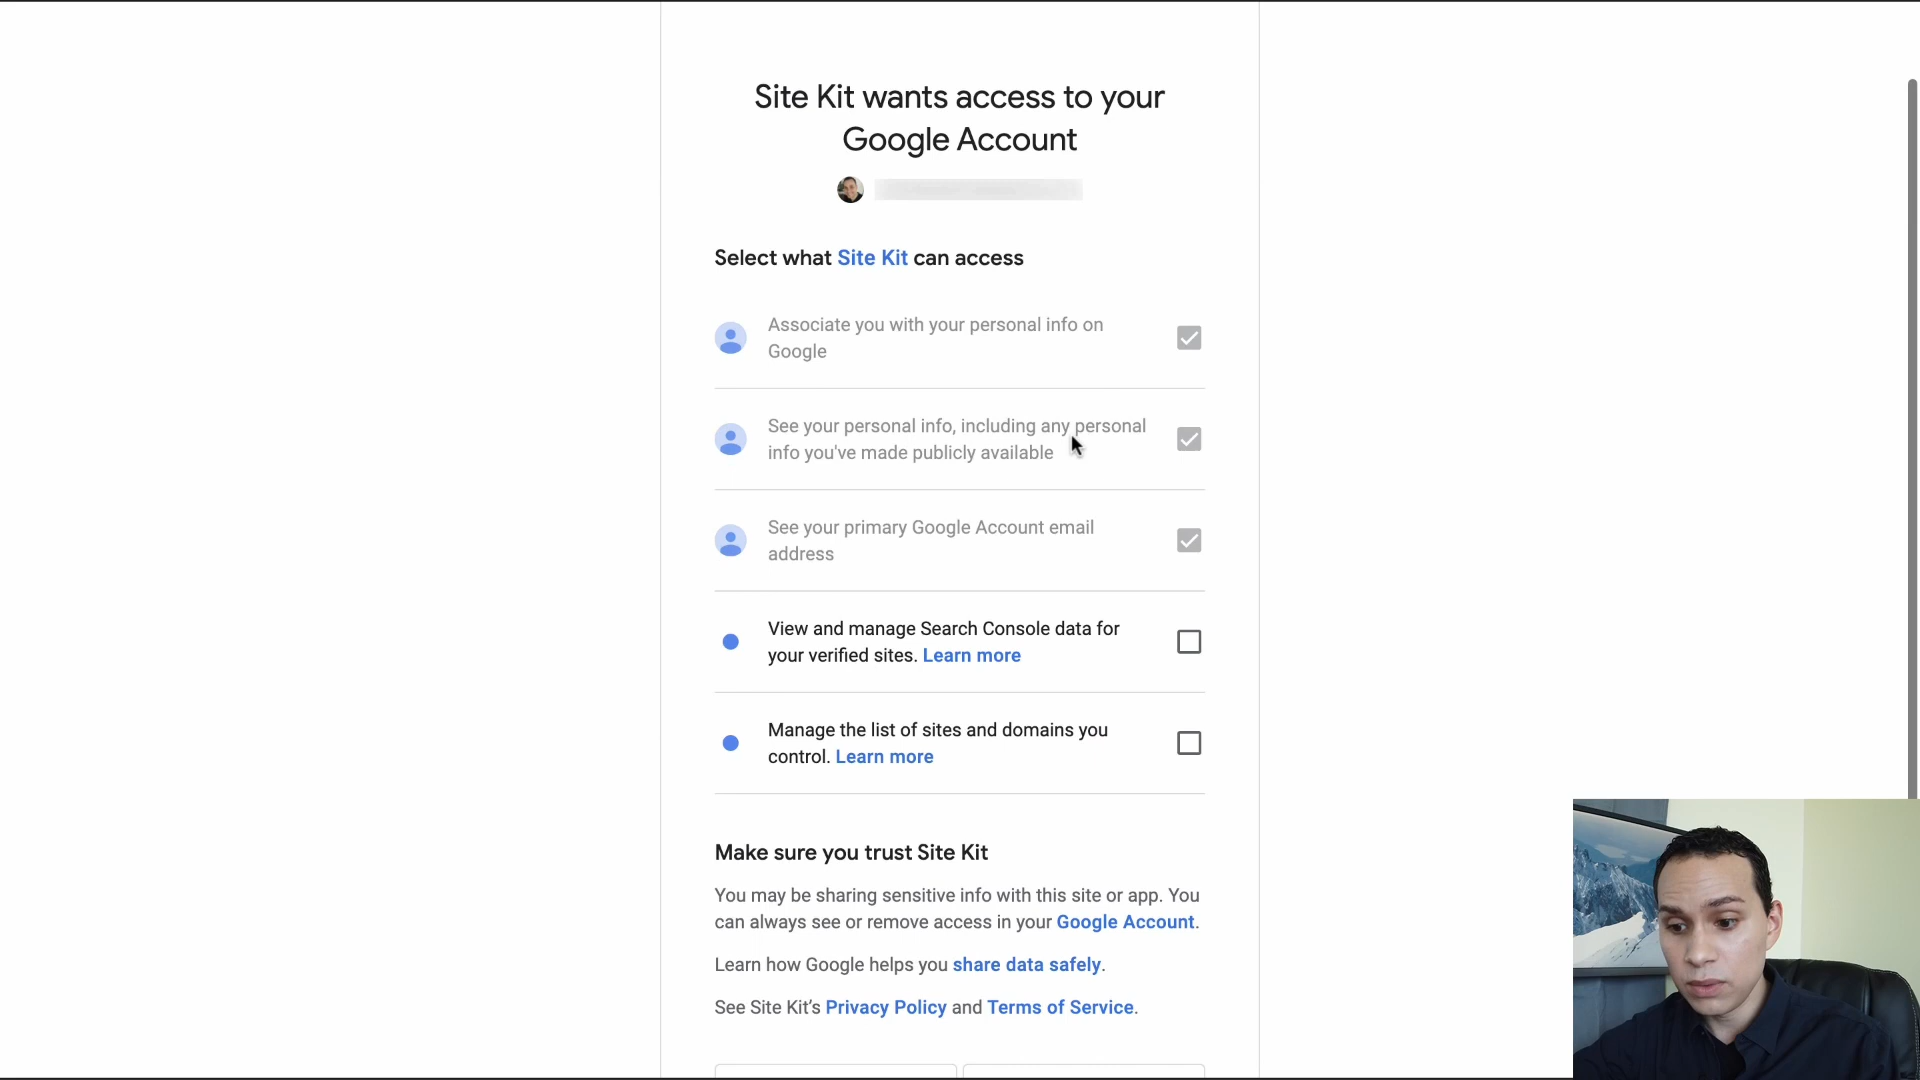 Site Kit wants access to your
Google Account
Select what Site Kit can access
Associate you with your personal info on
Google
See your personal info, including any personal
info you've made publicly available
See your primary Google Account email
address
View and manage Search Console data for
your verified sites. Learn more
Manage the list of sites and domains you
control. Learn more
Make sure you trust Site Kit
You may be sharing sensitive info with this site or app. You
can always see or remove access in your Google Account.
Learn how Google helps you share data safely.
See Site Kit’s Privacy Policy and Terms of Service.